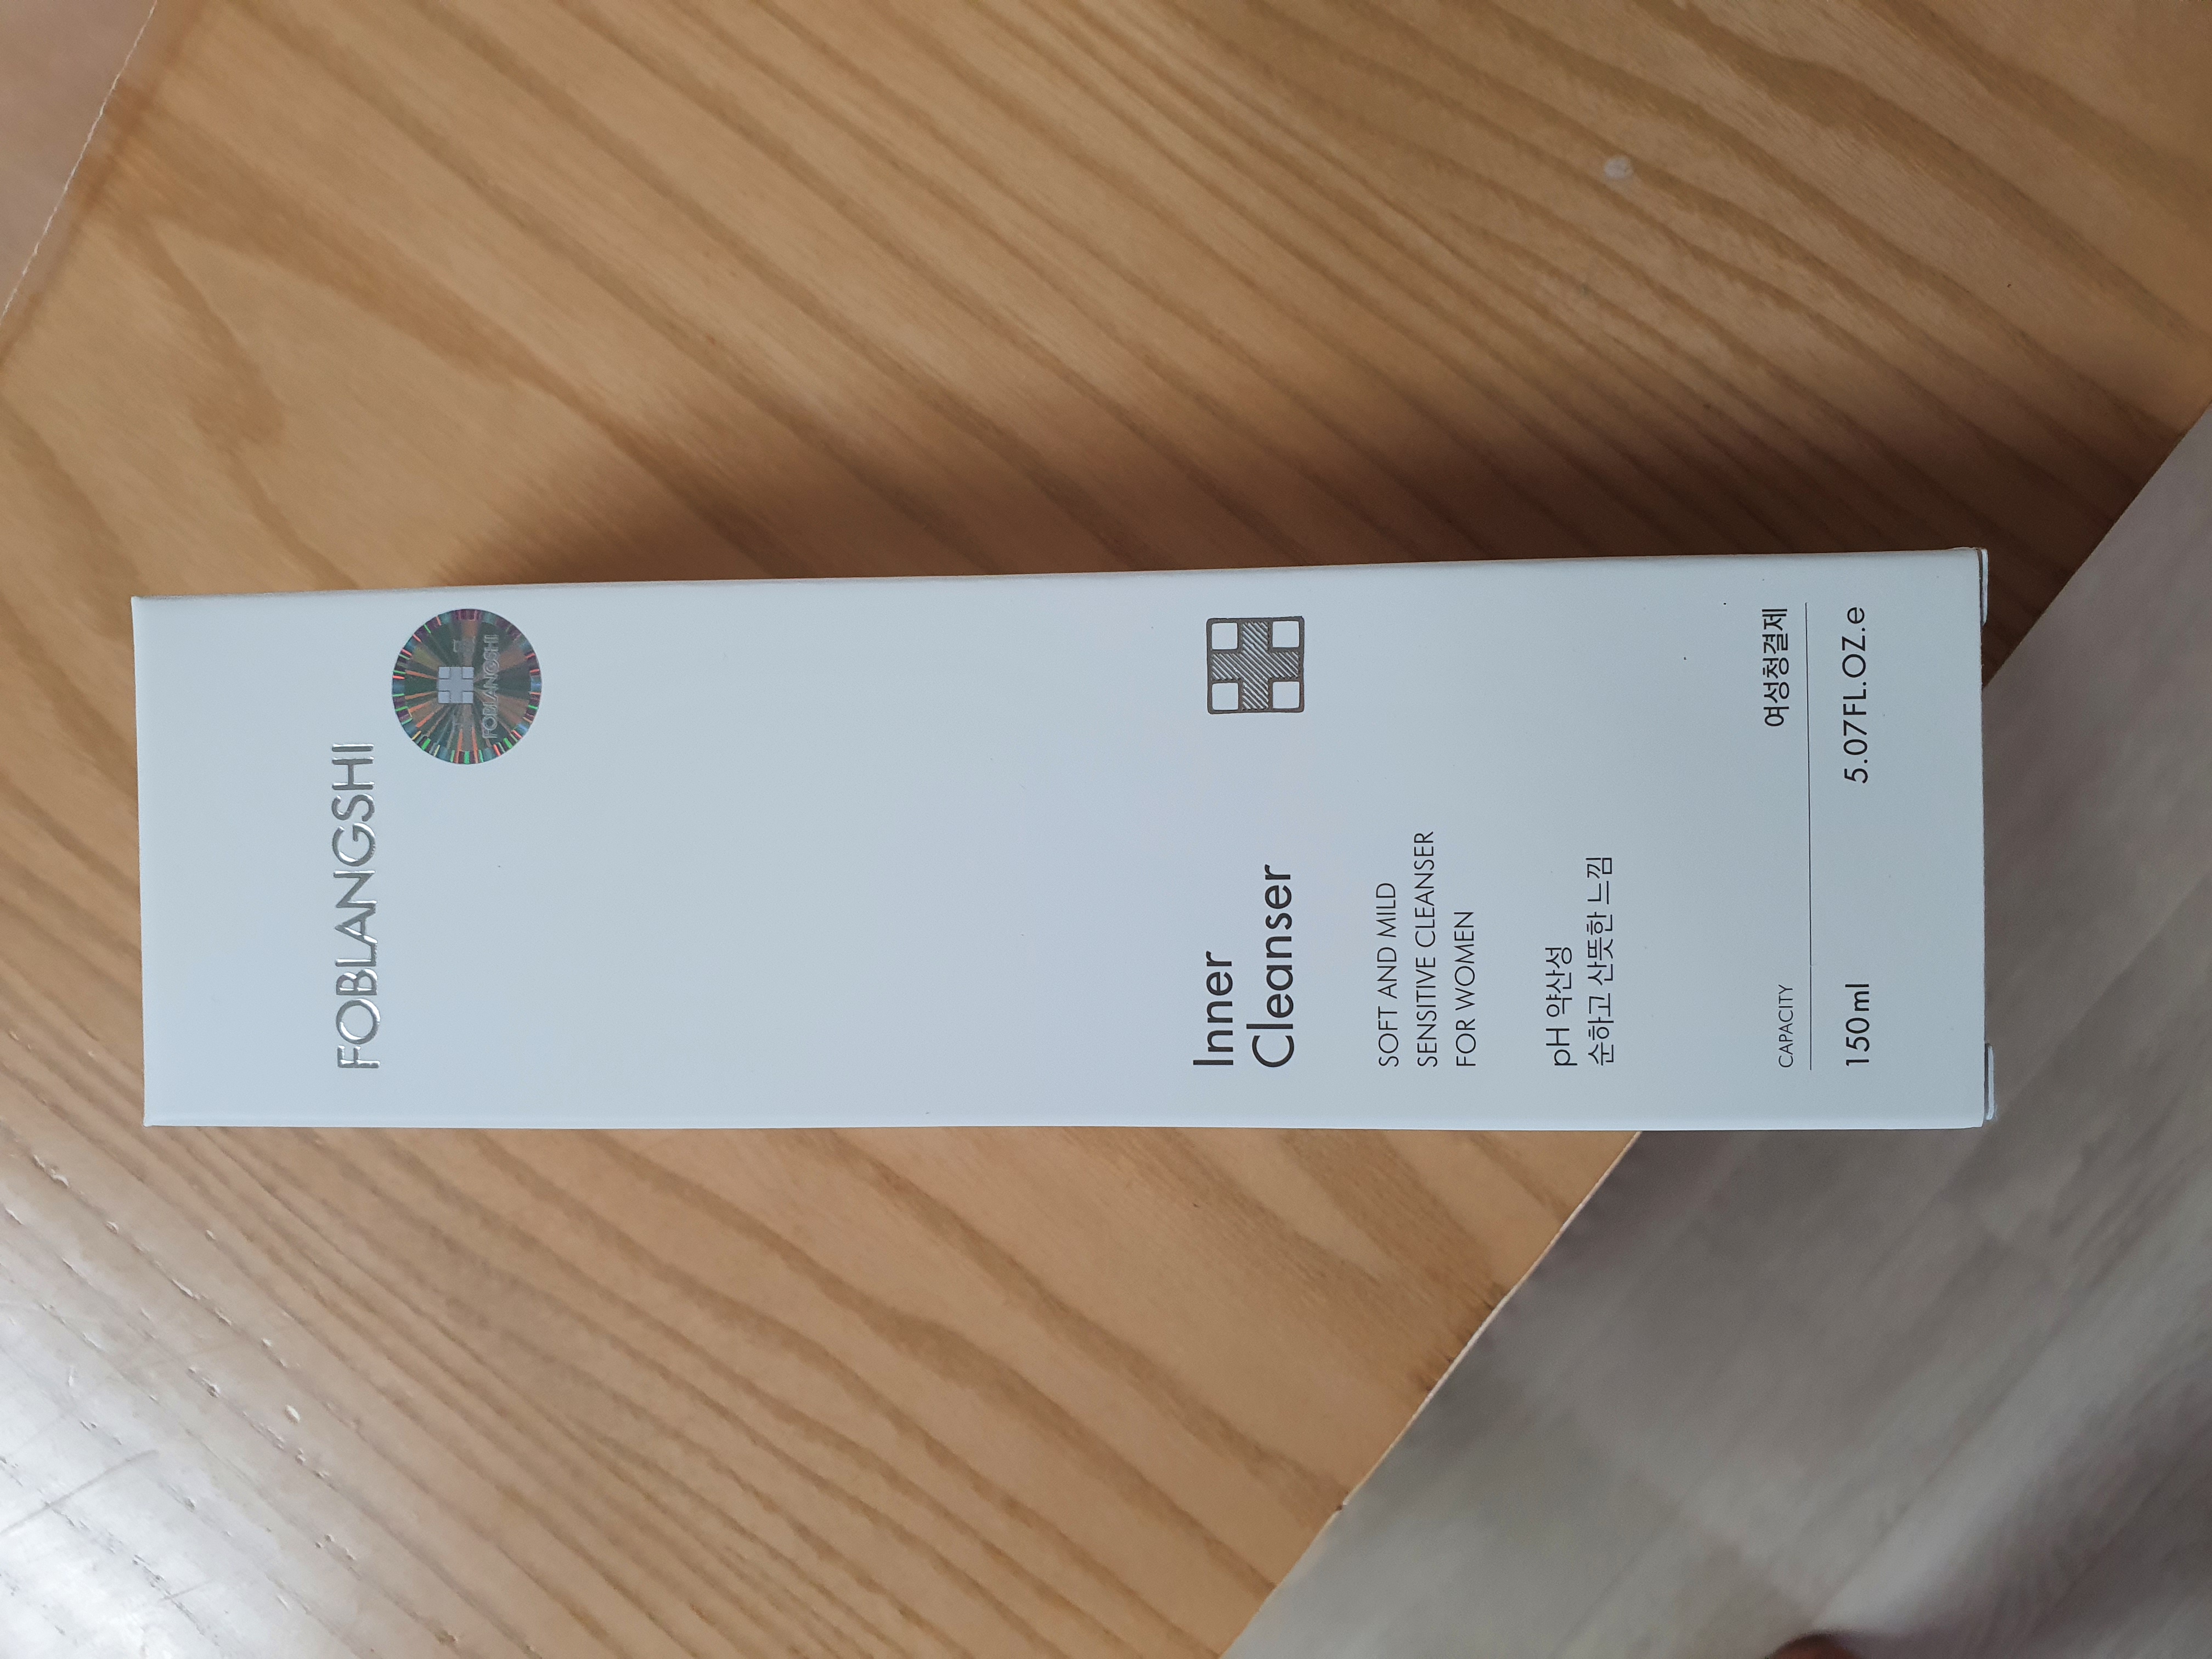 FOBLANGSHI
FOBLANGSHI
Inner
Cleanser
SOFT AND MILD
SENSITIVE CLEANSER
FOR WOMEN
pH 약산성
순하고 산뜻한 느낌
CAPACITY 여성청결제
150ml 5.07FL.OZ.e